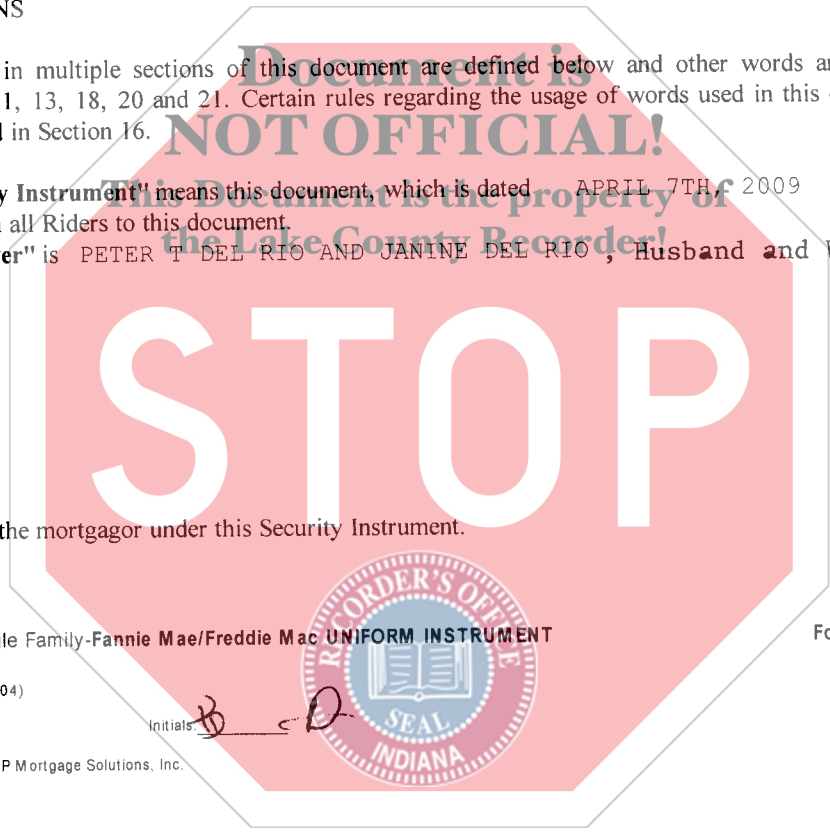 NS
in multiple sections of this document are defined below and other words
1, 13, 18, 20 and 21. Certain rules regarding the usage of words used in this
in Section 16.
Document is
NOT OFFICIAL!
This Document is the property of
the Lake County Recorder!
y Instrument" means this document, which is dated APRIL 7TH, 2009
all Riders to this document.
er" is PETER T DEL RIO AND JANINE DEL RIO , Husband and
STOP
the mortgagor under this Security Instrument.
RECORDER'S OFFICE
SEAL
INDIANA
le Family-Fannie Mae/Freddie Mac UNIFORM INSTRUMENT
Fo
04)
Initials:
P Mortgage Solutions, Inc.